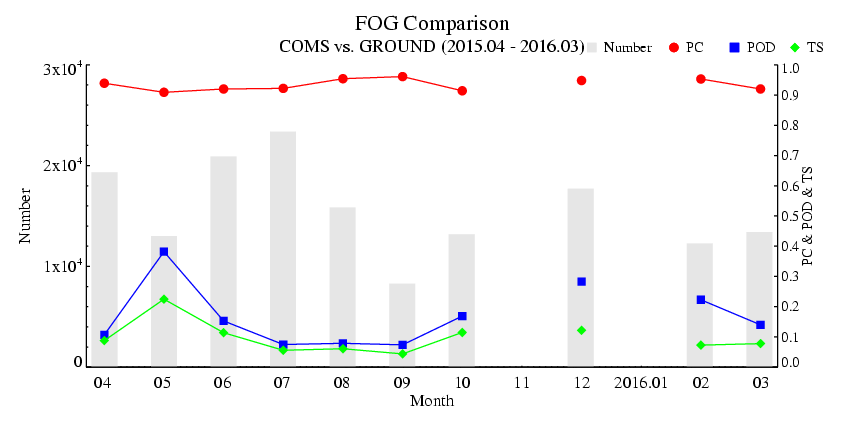 FOG Comparison
COMS vs. GROUND (2015.04 - 2016.03)
Number PC POD TS
3x10⁴
2x10⁴
1x10⁴
0
Number
1.0
0.9
0.8
0.7
0.6
0.5
0.4
0.3
0.2
0.1
0.0
PC & POD & TS
04 05 06 07 08 09 10 11 12 2016.01 02 03
Month